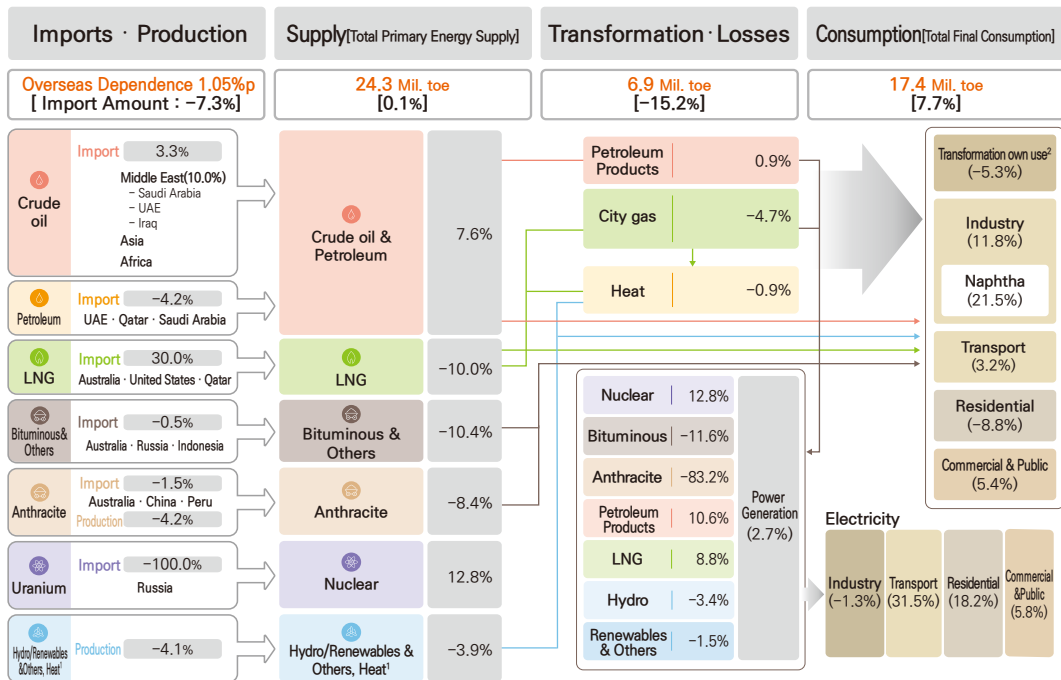 Imports · Production
Supply[Total Primary Energy Supply]
Transformation · Losses
Consumption[Total Final Consumption]
Overseas Dependence 1.05%p
[ Import Amount : -7.3%]
24.3 Mil. toe
[0.1%]
6.9 Mil. toe
[-15.2%]
17.4 Mil. toe
[7.7%]
Crude
oil
Import 3.3%
Middle East(10.0%)
- Saudi Arabia
- UAE
- Iraq
Asia
Africa
Petroleum
Import -4.2%
UAE · Qatar · Saudi Arabia
LNG
Import 30.0%
Australia · United States · Qatar
Bituminous&
Others
Import -0.5%
Australia · Russia · Indonesia
Anthracite
Import -1.5%
Australia · China · Peru
Production -4.2%
Uranium
Import -100.0%
Russia
Hydro/Renewables
&Others, Heat¹
Production -4.1%
Crude oil &
Petroleum
7.6%
LNG
-10.0%
Bituminous &
Others
-10.4%
Anthracite
-8.4%
Nuclear
12.8%
Hydro/Renewables &
Others, Heat¹
-3.9%
Petroleum
Products
0.9%
City gas
-4.7%
Heat
-0.9%
Nuclear 12.8%
Bituminous -11.6%
Anthracite -83.2%
Petroleum
Products
10.6%
LNG 8.8%
Hydro -3.4%
Renewables
& Others
-1.5%
Power
Generation
(2.7%)
Transformation own use²
(-5.3%)
Industry
(11.8%)
Naphtha
(21.5%)
Transport
(3.2%)
Residential
(-8.8%)
Commercial & Public
(5.4%)
Electricity
Industry
(-1.3%)
Transport
(31.5%)
Residential
(18.2%)
Commercial
&Public
(5.8%)